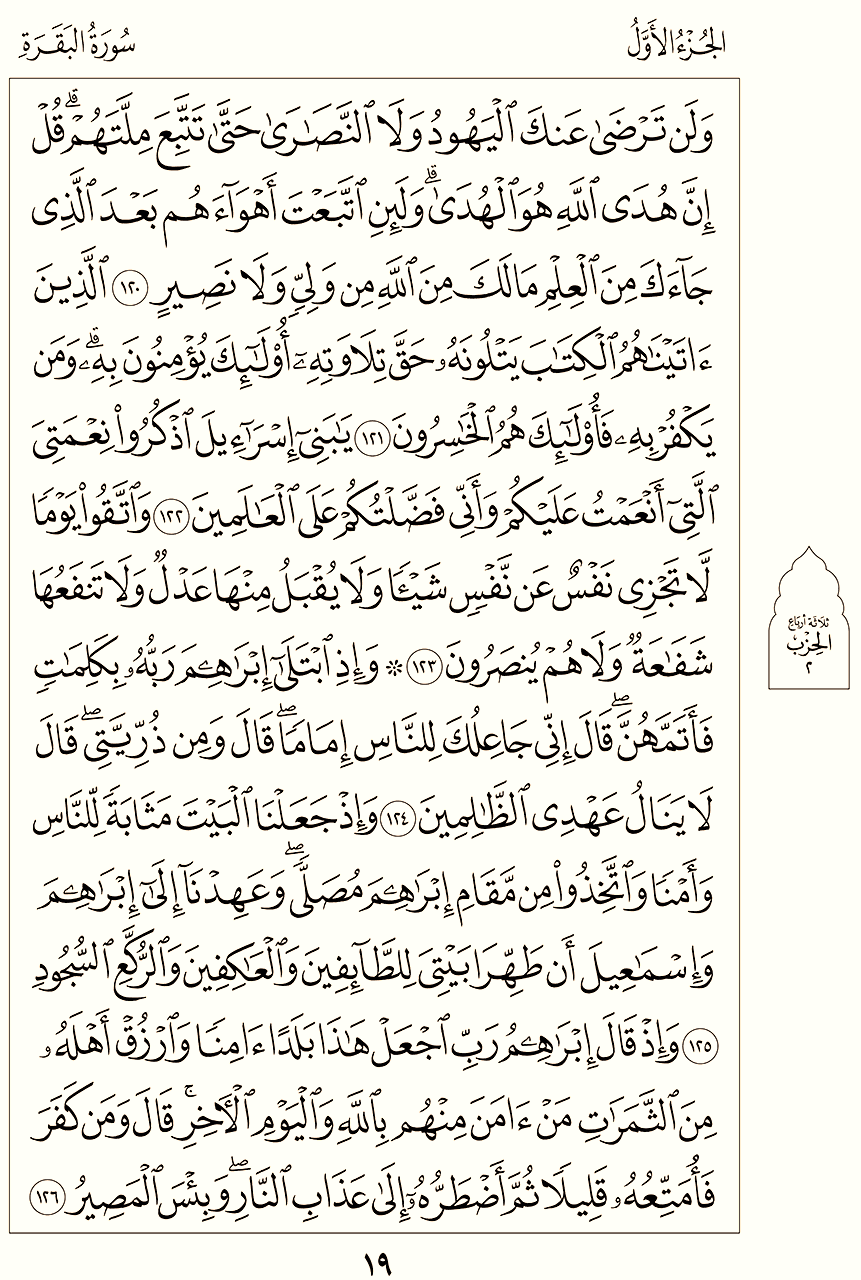 الجُزْءُ الأَوَّلُ
سُورَةُ البَقَرَةِ
وَلَن تَرْضَىٰ عَنكَ ٱلْيَهُودُ وَلَا ٱلنَّصَـٰرَىٰ حَتَّىٰ تَتَّبِعَ مِلَّتَهُمْ ۗ قُلْ
إِنَّ هُدَى ٱللَّهِ هُوَ ٱلْهُدَىٰ ۗ وَلَئِنِ ٱتَّبَعْتَ أَهْوَآءَهُم بَعْدَ ٱلَّذِى
جَآءَكَ مِنَ ٱلْعِلْمِ مَا لَكَ مِنَ ٱللَّهِ مِن وَلِىٍّ وَلَا نَصِيرٍ ١٢٠ ٱلَّذِينَ
ءَاتَيْنَـٰهُمُ ٱلْكِتَـٰبَ يَتْلُونَهُۥ حَقَّ تِلَاوَتِهِۦٓ أُو۟لَـٰٓئِكَ يُؤْمِنُونَ بِهِۦ ۗ وَمَن
يَكْفُرْ بِهِۦ فَأُو۟لَـٰٓئِكَ هُمُ ٱلْخَـٰسِرُونَ ١٢١ يَـٰبَنِىٓ إِسْرَٰٓءِيلَ ٱذْكُرُوا۟ نِعْمَتِىَ
ٱلَّتِىٓ أَنْعَمْتُ عَلَيْكُمْ وَأَنِّى فَضَّلْتُكُمْ عَلَى ٱلْعَـٰلَمِينَ ١٢٢ وَٱتَّقُوا۟ يَوْمًا
لَّا تَجْزِى نَفْسٌ عَن نَّفْسٍ شَيْـًٔا وَلَا يُقْبَلُ مِنْهَا عَدْلٌ وَلَا تَنفَعُهَا
شَفَـٰعَةٌ وَلَا هُمْ يُنصَرُونَ ١٢٣ ۞ وَإِذِ ٱبْتَلَىٰٓ إِبْرَٰهِـۧمَ رَبُّهُۥ بِكَلِمَـٰتٍ
فَأَتَمَّهُنَّ ۖ قَالَ إِنِّى جَاعِلُكَ لِلنَّاسِ إِمَامًا ۖ قَالَ وَمِن ذُرِّيَّتِى ۖ قَالَ
لَا يَنَالُ عَهْدِى ٱلظَّـٰلِمِينَ ١٢٤ وَإِذْ جَعَلْنَا ٱلْبَيْتَ مَثَابَةً لِّلنَّاسِ
وَأَمْنًا وَٱتَّخِذُوا۟ مِن مَّقَامِ إِبْرَٰهِـۧمَ مُصَلًّى ۖ وَعَهِدْنَآ إِلَىٰٓ إِبْرَٰهِـۧمَ
وَإِسْمَـٰعِيلَ أَن طَهِّرَا بَيْتِىَ لِلطَّآئِفِينَ وَٱلْعَـٰكِفِينَ وَٱلرُّكَّعِ ٱلسُّجُودِ
١٢٥ وَإِذْ قَالَ إِبْرَٰهِـۧمُ رَبِّ ٱجْعَلْ هَـٰذَا بَلَدًا ءَامِنًا وَٱرْزُقْ أَهْلَهُۥ
مِنَ ٱلثَّمَرَٰتِ مَنْ ءَامَنَ مِنْهُم بِٱللَّهِ وَٱلْيَوْمِ ٱلْـَٔاخِرِ ۚ قَالَ وَمَن كَفَرَ
فَأُمَتِّعُهُۥ قَلِيلًا ثُمَّ أَضْطَرُّهُۥٓ إِلَىٰ عَذَابِ ٱلنَّارِ ۖ وَبِئْسَ ٱلْمَصِيرُ ١٢٦
ثلاثة أرباع
الحِزْب
٢
١٩